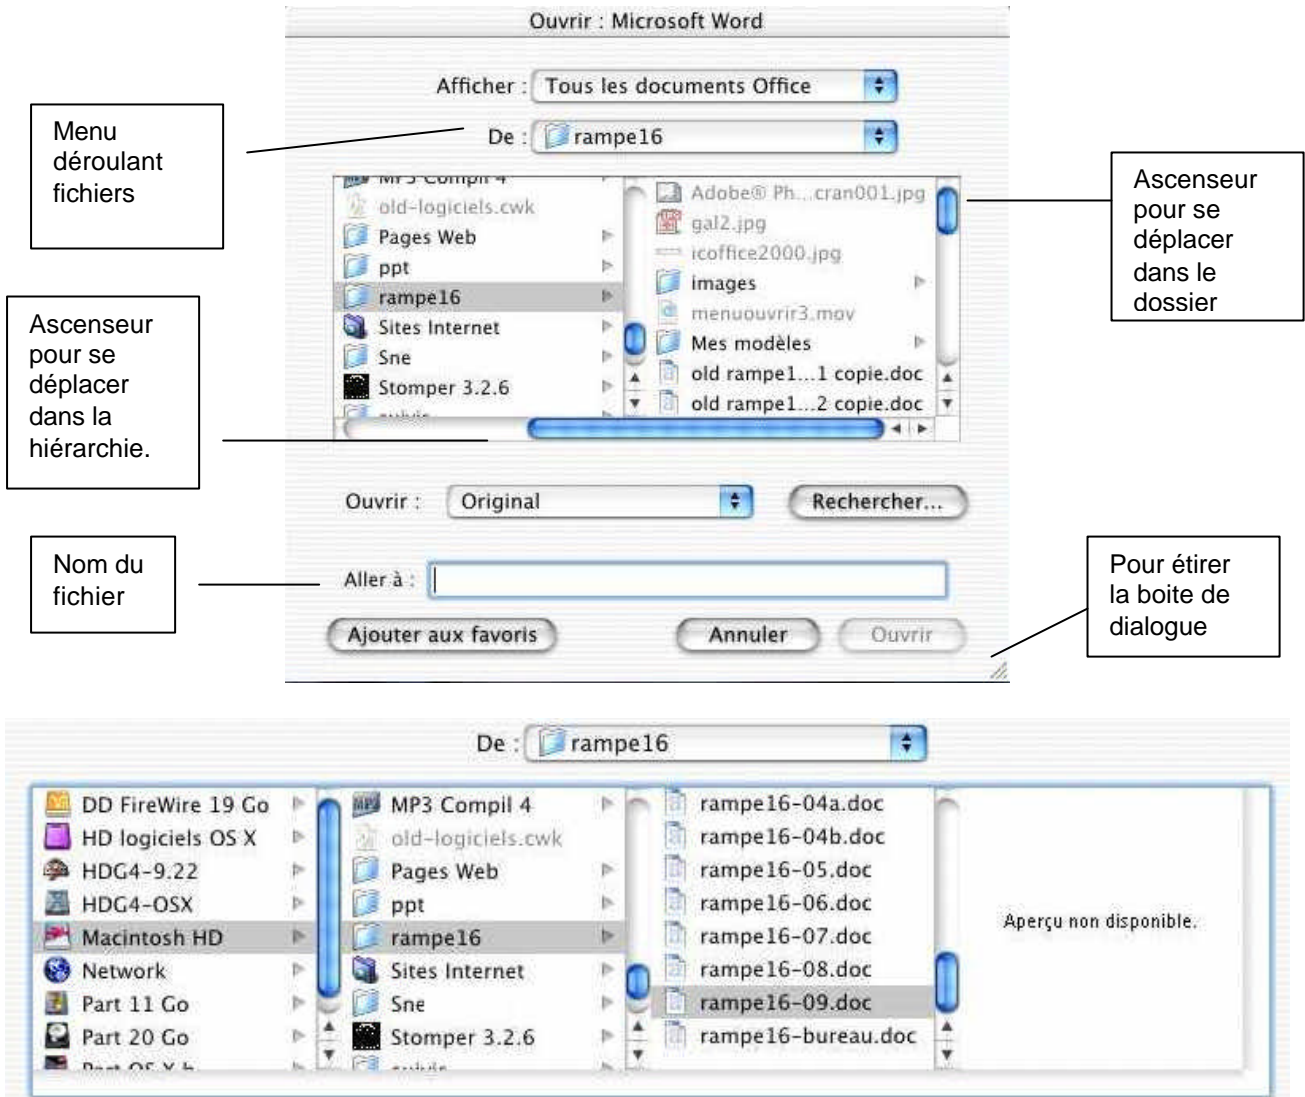 Ouvrir : Microsoft Word
Afficher : Tous les documents Office
De : rampe16
Menu
déroulant
fichiers
Ascenseur
pour se
déplacer
dans la
hiérarchie.
Nom du
fichier
MP3 Compil 4
old-logiciels.cwk
Pages Web
ppt
rampe16
Sites Internet
Sne
Stomper 3.2.6
suivis
Adobe® Ph...cran001.jpg
gal2.jpg
icoffice2000.jpg
images
menuouvrir3.mov
Mes modèles
old rampe1...1 copie.doc
old rampe1...2 copie.doc
Ascenseur
pour se
déplacer
dans le
dossier
Ouvrir : Original Rechercher...
Aller à :
Ajouter aux favoris Annuler Ouvrir
Pour étirer
la boite de
dialogue
De : rampe16
DD FireWire 19 Go
HD logiciels OS X
HDG4-9.22
HDG4-OSX
Macintosh HD
Network
Part 11 Go
Part 20 Go
Part OS X
MP3 Compil 4
old-logiciels.cwk
Pages Web
ppt
rampe16
Sites Internet
Sne
Stomper 3.2.6
suivis
rampe16-04a.doc
rampe16-04b.doc
rampe16-05.doc
rampe16-06.doc
rampe16-07.doc
rampe16-08.doc
rampe16-09.doc
rampe16-bureau.doc
Aperçu non disponible.